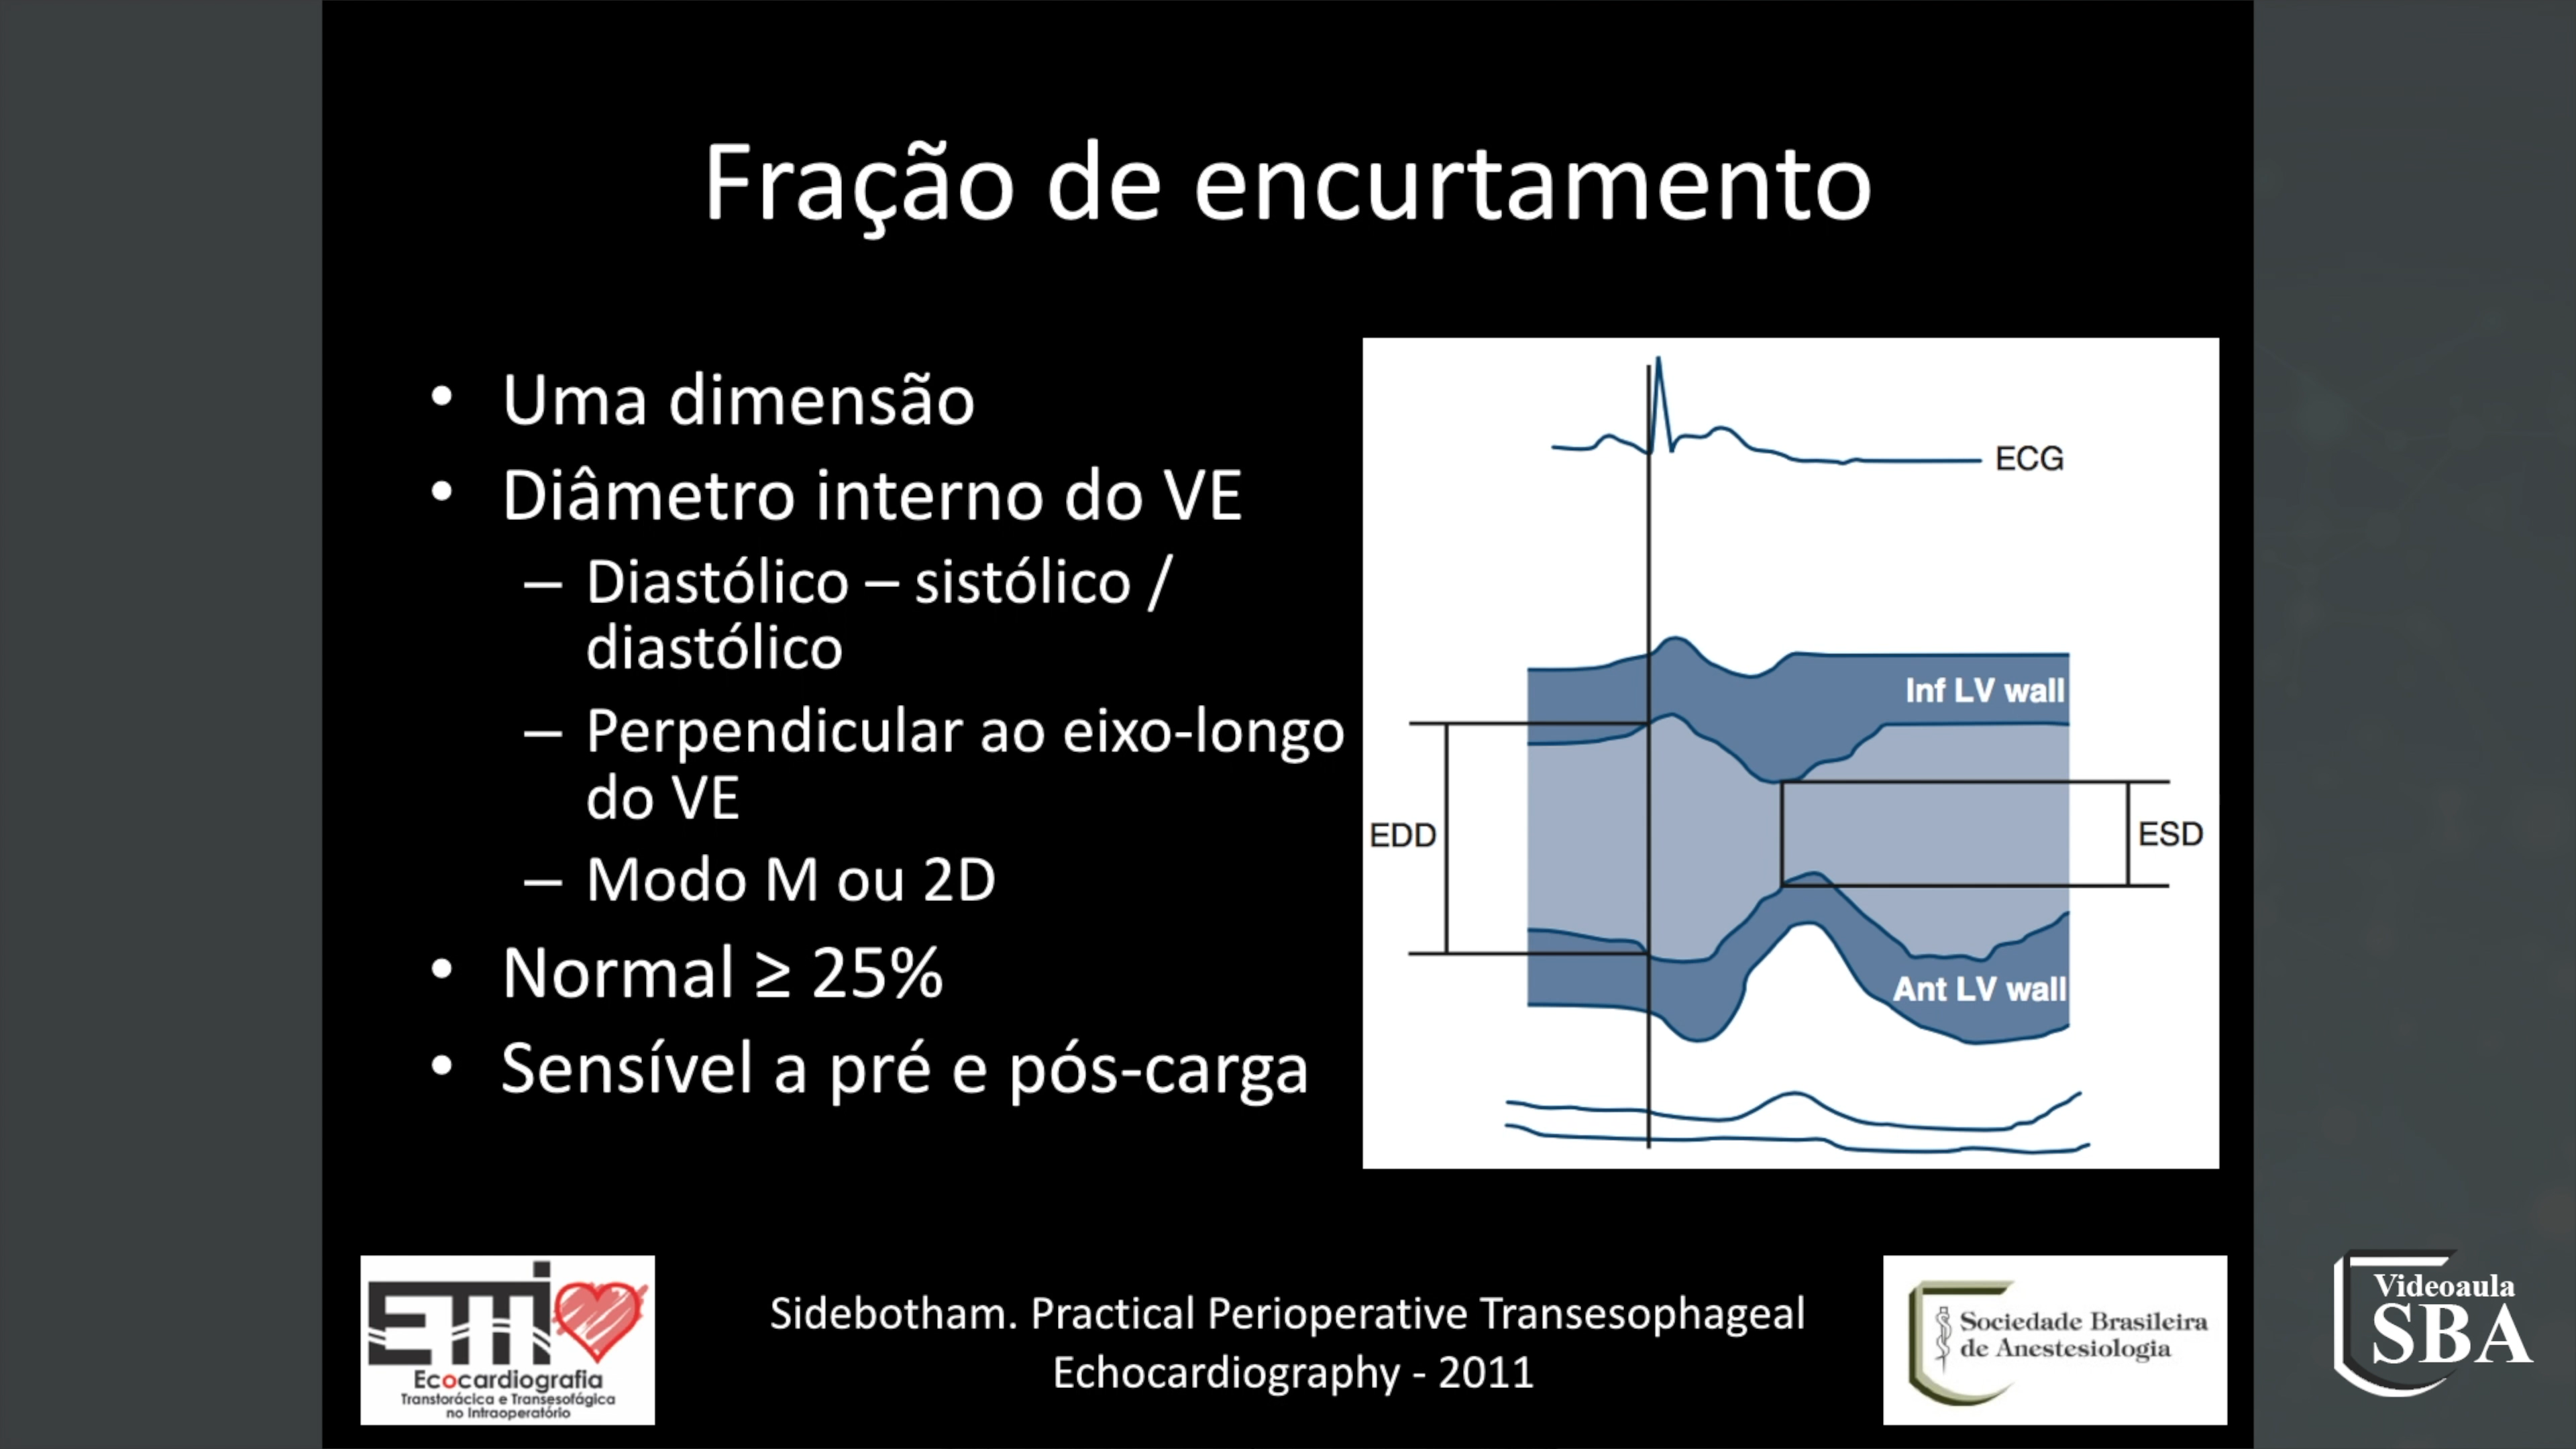 Fração de encurtamento
• Uma dimensão
• Diâmetro interno do VE
– Diastólico – sistólico /
diastólico
– Perpendicular ao eixo-longo
do VE
– Modo M ou 2D
• Normal ≥ 25%
• Sensível a pré e pós-carga
ECG
Inf LV wall
EDD
ESD
Ant LV wall
ETTi
Ecocardiografia
Transtorácica e Transesofágica
no Intraoperatório
Sidebotham. Practical Perioperative Transesophageal
Echocardiography - 2011
Sociedade Brasileira
de Anestesiologia
Videoaula
SBA